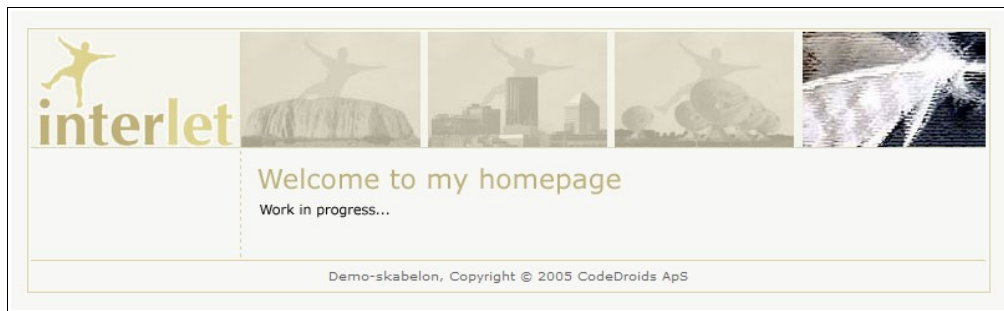 interlet
Welcome to my homepage
Work in progress...
Demo-skabelon, Copyright © 2005 CodeDroids ApS